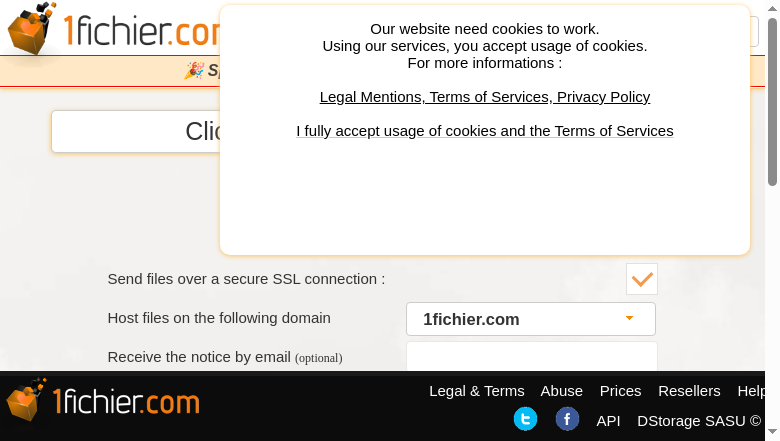 1fichier.com
Our website need cookies to work.
Using our services, you accept usage of cookies.
For more informations :
Legal Mentions, Terms of Services, Privacy Policy
I fully accept usage of cookies and the Terms of Services
Send files over a secure SSL connection :
Host files on the following domain
1fichier.com
Receive the notice by email (optional)
1fichier.com
Legal & Terms Abuse Prices Resellers Help
API DStorage SASU ©